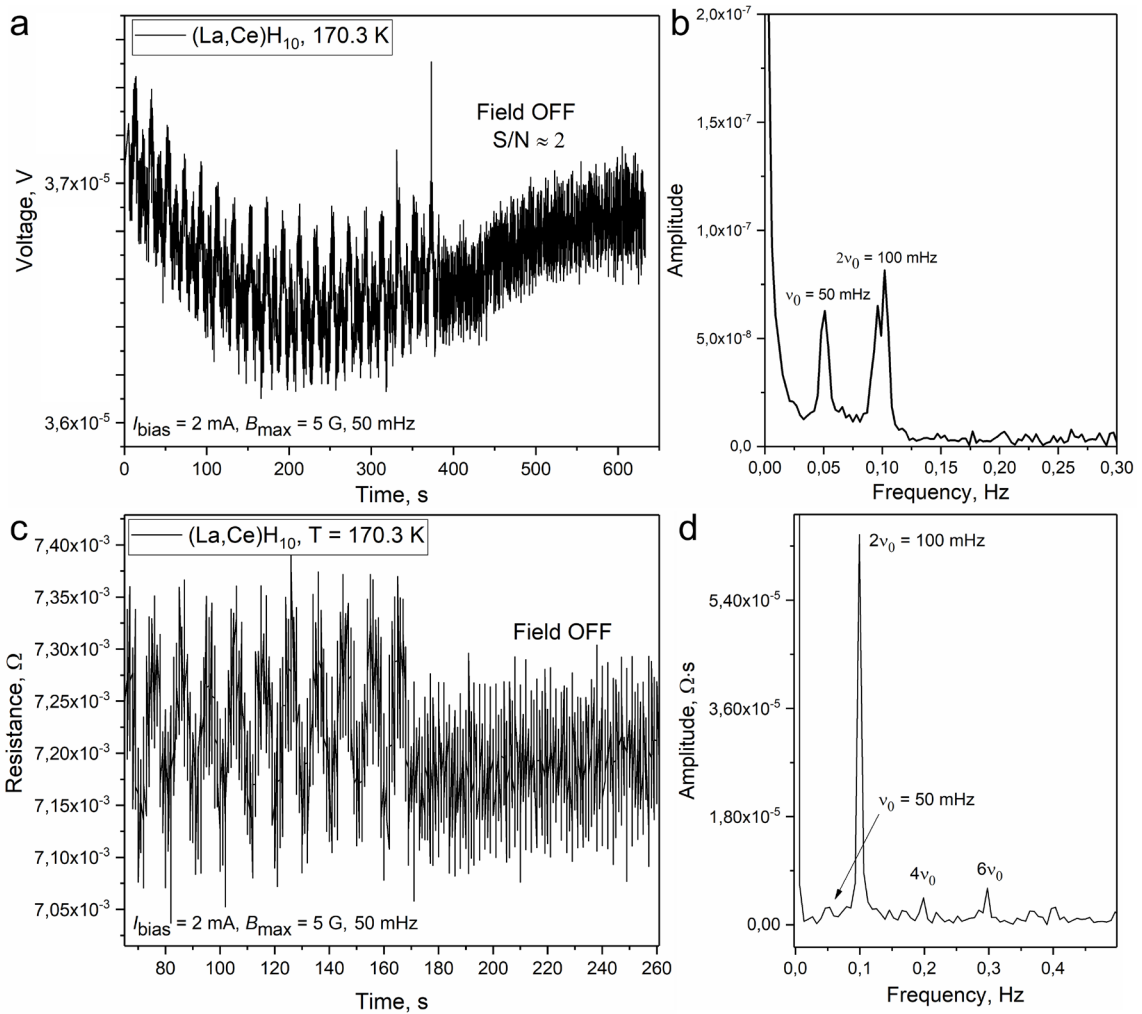 a
(La,Ce)H10, 170.3 K
Field OFF
S/N ≈ 2
Voltage, V
3,7x10-5
3,6x10-5
Ibias = 2 mA, Bmax = 5 G, 50 mHz
0 100 200 300 400 500 600
Time, s
b
2,0x10-7
1,5x10-7
1,0x10-7
5,0x10-8
0,0
Amplitude
2ν0 = 100 mHz
ν0 = 50 mHz
0,00 0,05 0,10 0,15 0,20 0,25 0,30
Frequency, Hz
c
(La,Ce)H10, T = 170.3 K
Field OFF
Resistance, Ω
7,40x10-3
7,35x10-3
7,30x10-3
7,25x10-3
7,20x10-3
7,15x10-3
7,10x10-3
7,05x10-3
Ibias = 2 mA, Bmax = 5 G, 50 mHz
80 100 120 140 160 180 200 220 240 260
Time, s
d
2ν0 = 100 mHz
5,40x10-5
3,60x10-5
1,80x10-5
0,00
Amplitude, Ω·s
ν0 = 50 mHz
4ν0
6ν0
0,0 0,1 0,2 0,3 0,4
Frequency, Hz